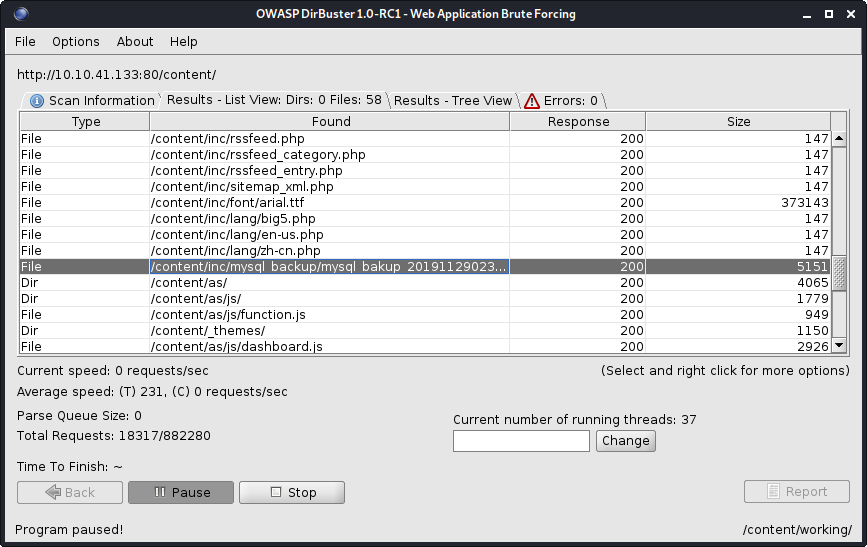 OWASP DirBuster 1.0-RC1 - Web Application Brute Forcing
File Options About Help
http://10.10.41.133:80/content/
Scan Information Results - List View: Dirs: 0 Files: 58 Results - Tree View Errors: 0
Type Found Response Size
File /content/inc/rssfeed.php 200 147
File /content/inc/rssfeed_category.php 200 147
File /content/inc/rssfeed_entry.php 200 147
File /content/inc/sitemap_xml.php 200 147
File /content/inc/font/arial.ttf 200 373143
File /content/inc/lang/big5.php 200 147
File /content/inc/lang/en-us.php 200 147
File /content/inc/lang/zh-cn.php 200 147
File /content/inc/mysql_backup/mysql_bakup_20191129023... 200 5151
Dir /content/as/ 200 4065
Dir /content/as/js/ 200 1779
File /content/as/js/function.js 200 949
Dir /content/_themes/ 200 1150
File /content/as/js/dashboard.js 200 2926
Current speed: 0 requests/sec (Select and right click for more options)
Average speed: (T) 231, (C) 0 requests/sec
Parse Queue Size: 0 Current number of running threads: 37
Total Requests: 18317/882280 Change
Time To Finish: ~
Back Pause Stop Report
Program paused! /content/working/